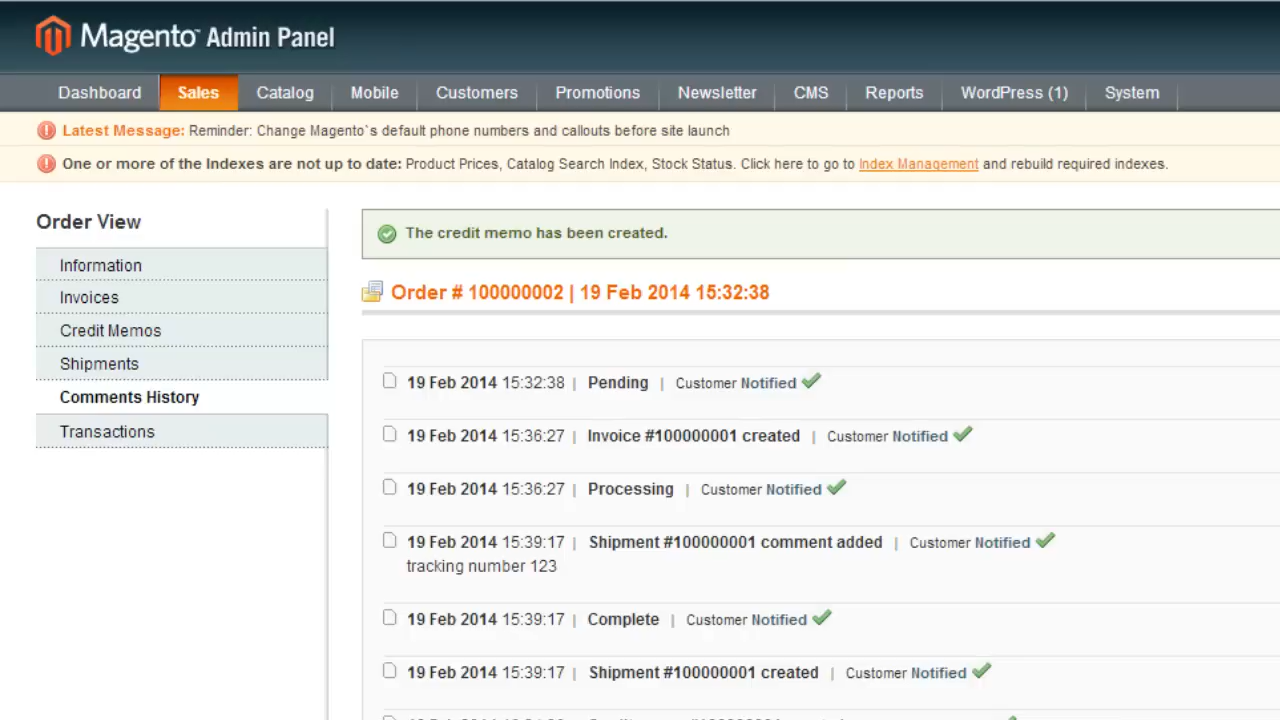 Magento Admin Panel
Dashboard Sales Catalog Mobile Customers Promotions Newsletter CMS Reports WordPress (1) System
Latest Message: Reminder: Change Magento`s default phone numbers and callouts before site launch
One or more of the Indexes are not up to date: Product Prices, Catalog Search Index, Stock Status. Click here to go to Index Management and rebuild required indexes.
Order View
Information
Invoices
Credit Memos
Shipments
Comments History
Transactions
The credit memo has been created.
Order # 100000002 | 19 Feb 2014 15:32:38
19 Feb 2014 15:32:38 | Pending | Customer Notified
19 Feb 2014 15:36:27 | Invoice #100000001 created | Customer Notified
19 Feb 2014 15:36:27 | Processing | Customer Notified
19 Feb 2014 15:39:17 | Shipment #100000001 comment added | Customer Notified
tracking number 123
19 Feb 2014 15:39:17 | Complete | Customer Notified
19 Feb 2014 15:39:17 | Shipment #100000001 created | Customer Notified